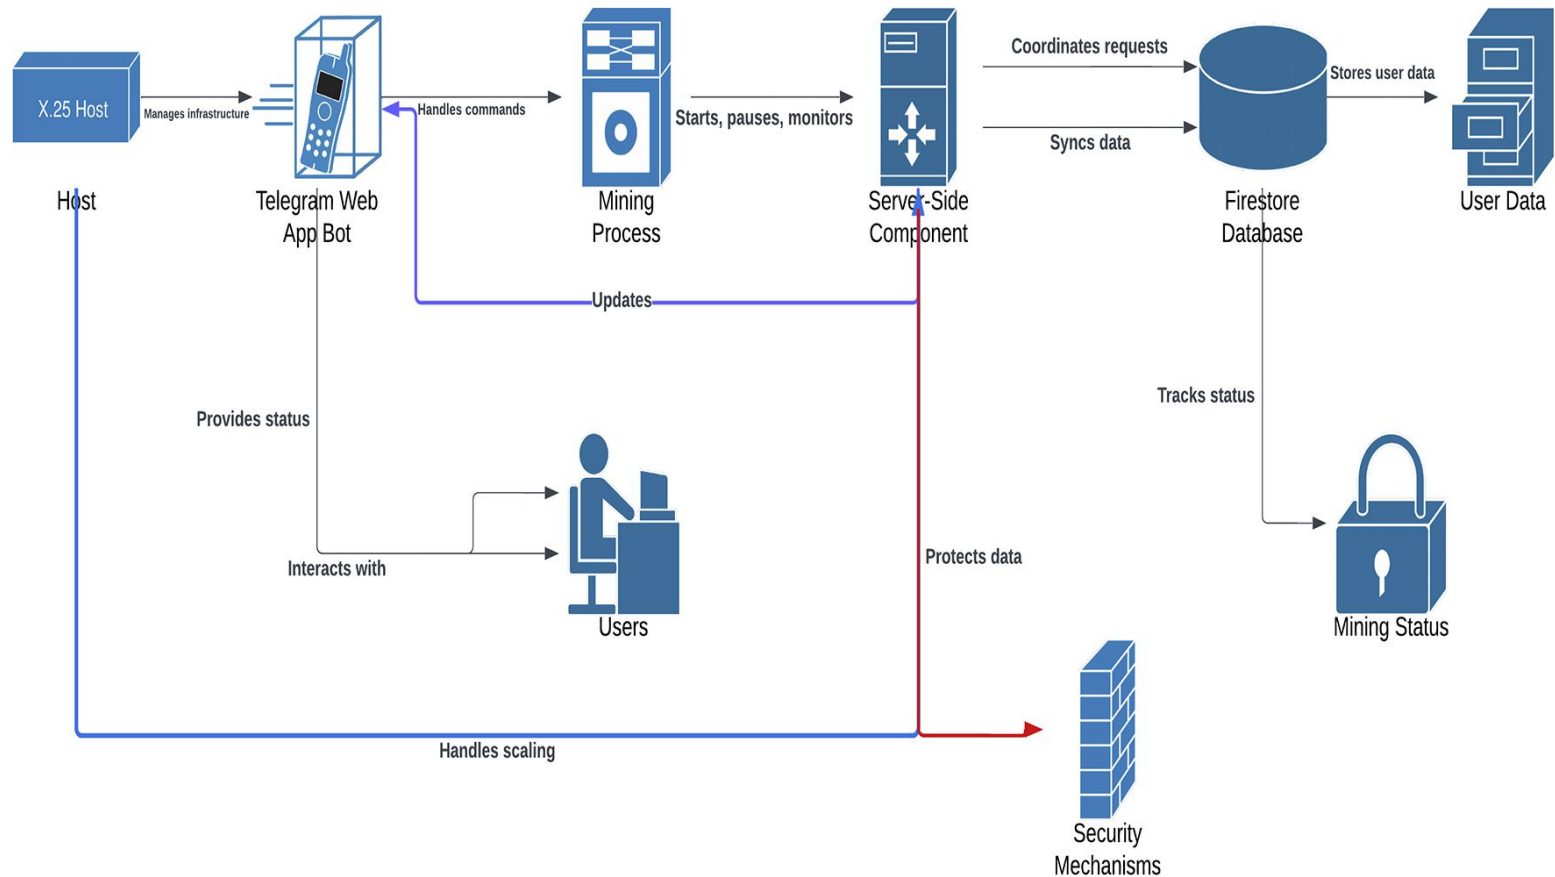 X.25 Host
Manages infrastructure
Handles commands
Starts, pauses, monitors
Coordinates requests
Syncs data
Stores user data
Host
Telegram Web
App Bot
Mining
Process
Server-Side
Component
Firestore
Database
User Data
Updates
Provides status
Tracks status
Interacts with
Users
Protects data
Mining Status
Handles scaling
Security
Mechanisms